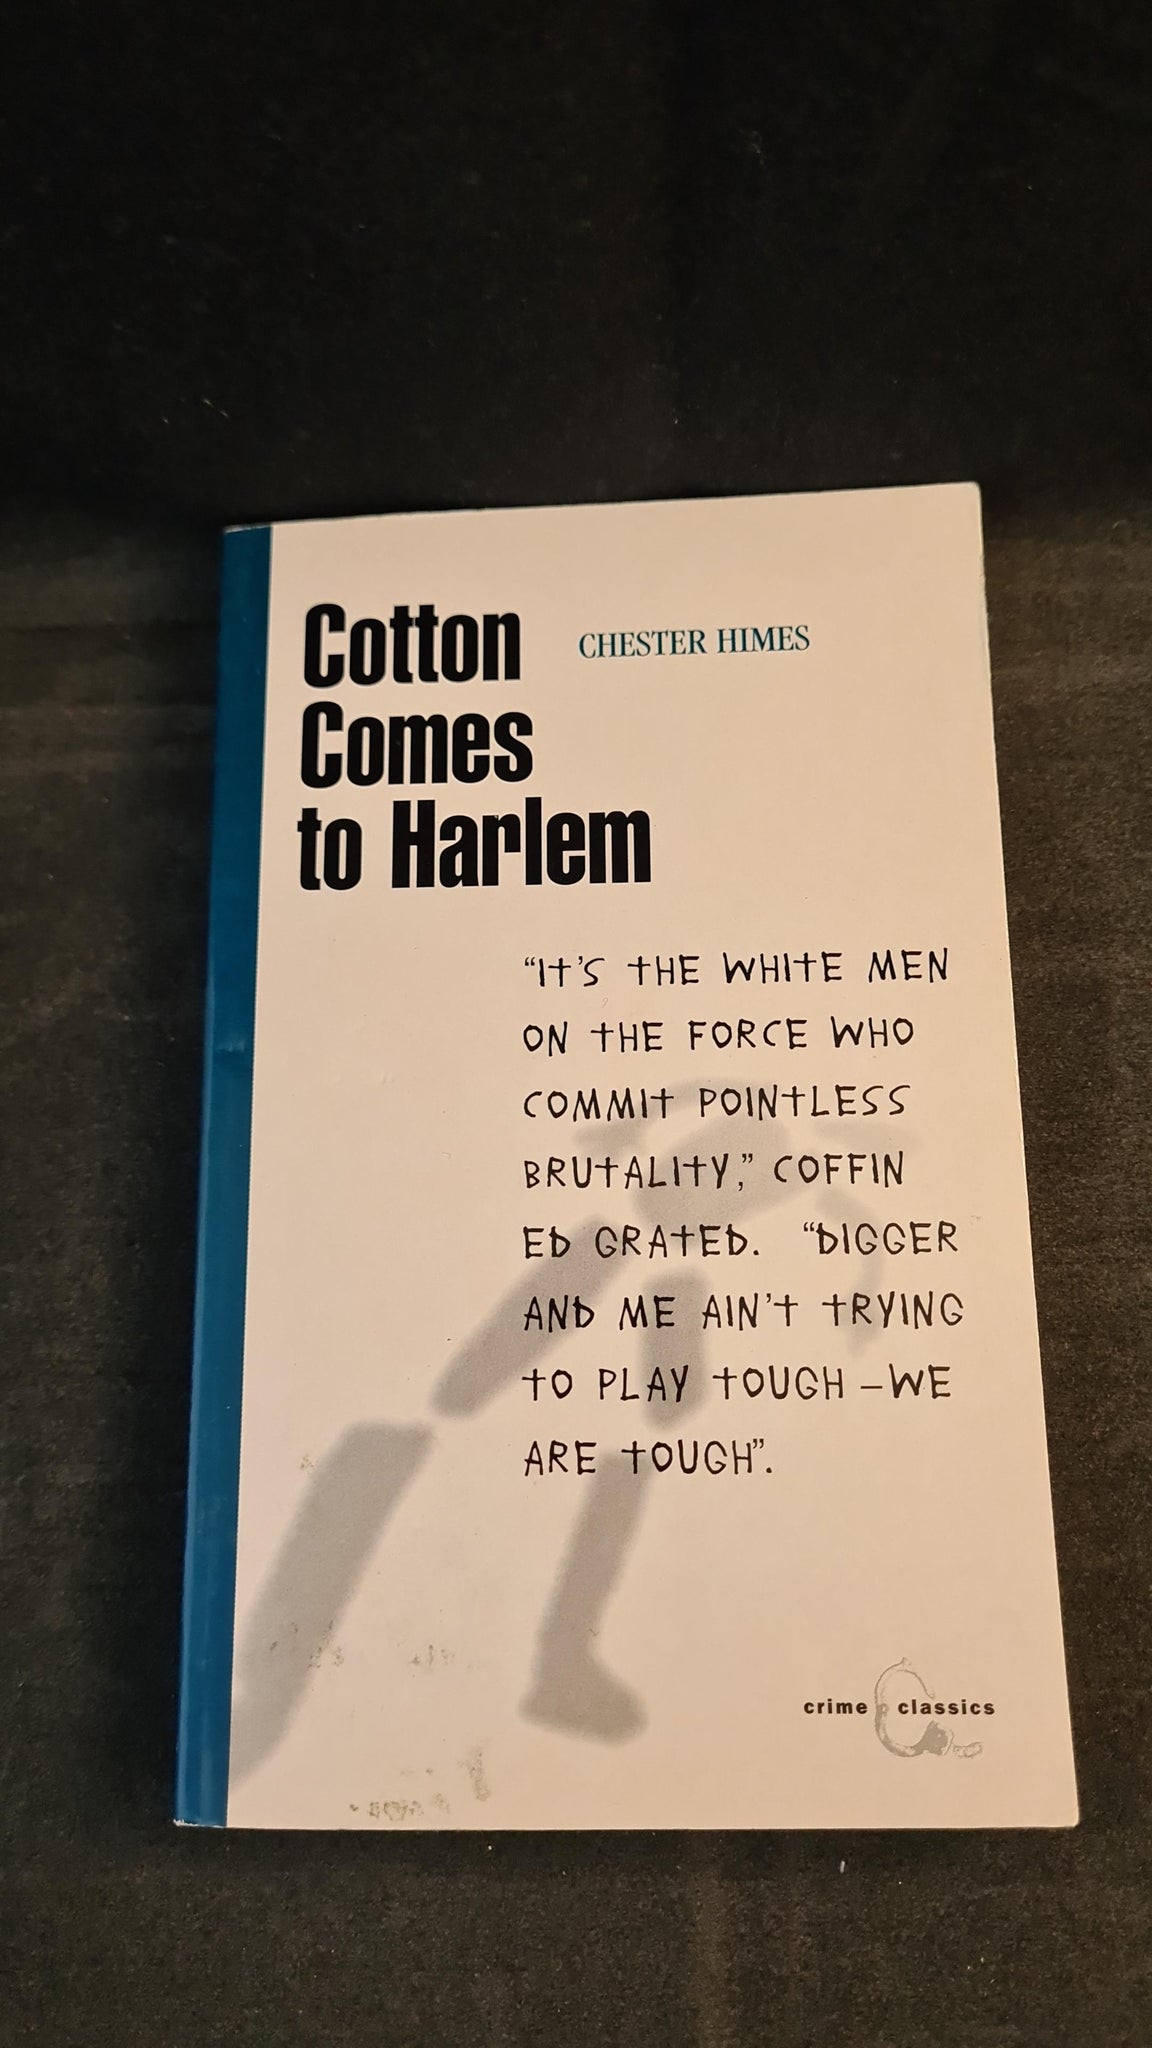 Cotton
Comes
to Harlem
CHESTER HIMES
“IT’S THE WHITE MEN
ON THE FORCE WHO
COMMIT POINTLESS
BRUTALITY,” COFFIN
ED GRATED. “DIGGER
AND ME AIN’T TRYING
TO PLAY TOUGH – WE
ARE TOUGH”.
crime classics